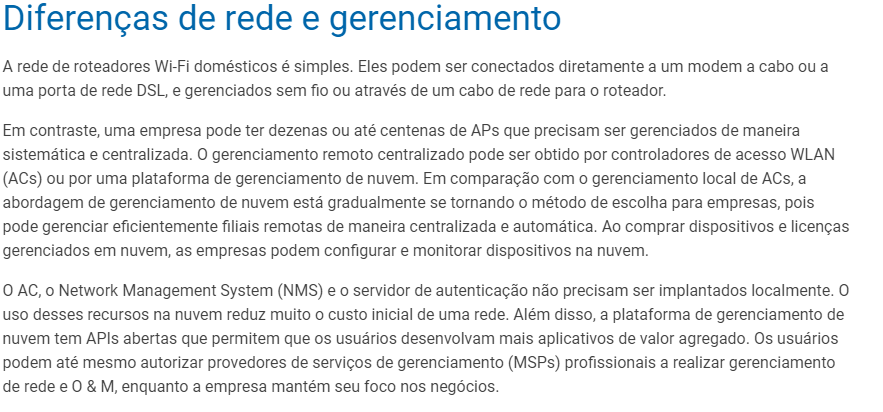 Diferenças de rede e gerenciamento
A rede de roteadores Wi-Fi domésticos é simples. Eles podem ser conectados diretamente a um modem a cabo ou a
uma porta de rede DSL, e gerenciados sem fio ou através de um cabo de rede para o roteador.
Em contraste, uma empresa pode ter dezenas ou até centenas de APs que precisam ser gerenciados de maneira
sistemática e centralizada. O gerenciamento remoto centralizado pode ser obtido por controladores de acesso WLAN
(ACs) ou por uma plataforma de gerenciamento de nuvem. Em comparação com o gerenciamento local de ACs, a
abordagem de gerenciamento de nuvem está gradualmente se tornando o método de escolha para empresas, pois
pode gerenciar eficientemente filiais remotas de maneira centralizada e automática. Ao comprar dispositivos e licenças
gerenciados em nuvem, as empresas podem configurar e monitorar dispositivos na nuvem.
O AC, o Network Management System (NMS) e o servidor de autenticação não precisam ser implantados localmente. O
uso desses recursos na nuvem reduz muito o custo inicial de uma rede. Além disso, a plataforma de gerenciamento de
nuvem tem APIs abertas que permitem que os usuários desenvolvam mais aplicativos de valor agregado. Os usuários
podem até mesmo autorizar provedores de serviços de gerenciamento (MSPs) profissionais a realizar gerenciamento
de rede e O & M, enquanto a empresa mantém seu foco nos negócios.